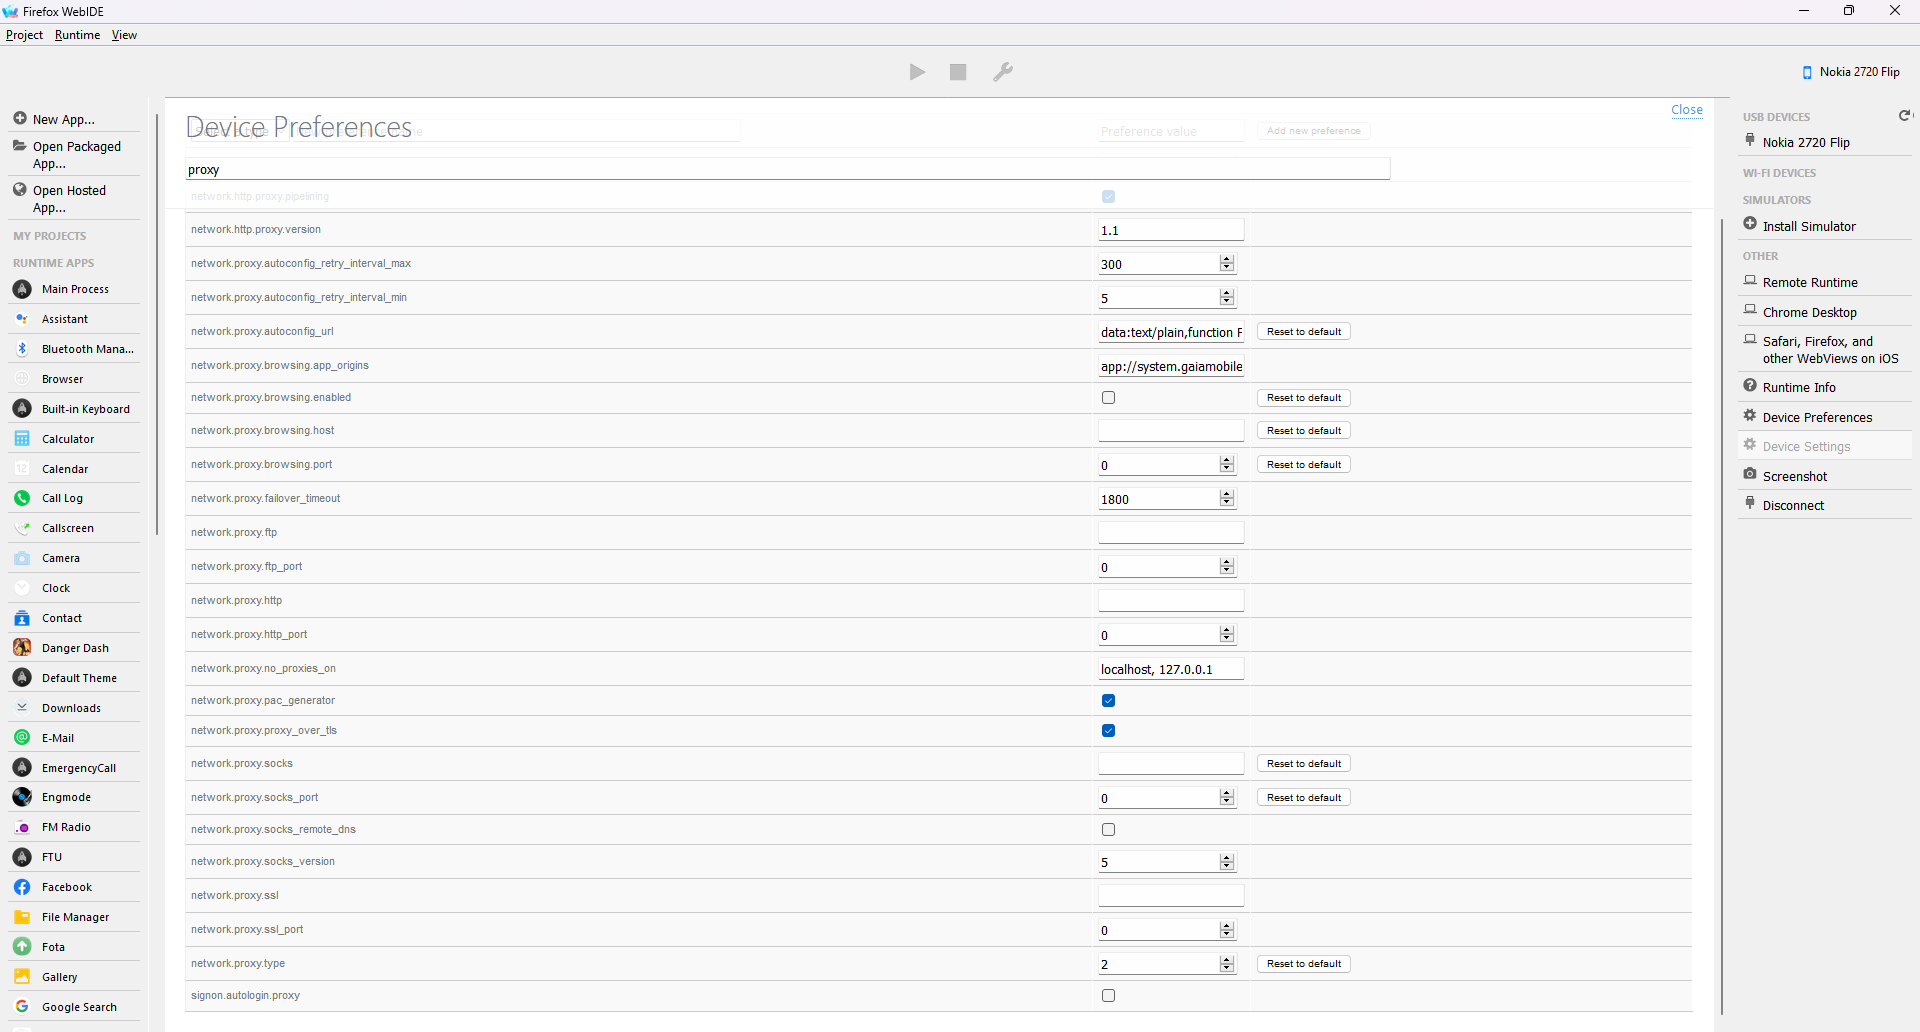 Firefox WebIDE
Project Runtime View
Nokia 2720 Flip
New App...
Open Packaged
App...
Open Hosted
App...
MY PROJECTS
RUNTIME APPS
Main Process
Assistant
Bluetooth Mana...
Browser
Built-in Keyboard
Calculator
Calendar
Call Log
Callscreen
Camera
Clock
Contact
Danger Dash
Default Theme
Downloads
E-Mail
EmergencyCall
Engmode
FM Radio
FTU
Facebook
File Manager
Fota
Gallery
Google Search
Close
Device Preferences
Preference value Add new preference
proxy
network.http.proxy.pipelining
network.http.proxy.version 1.1
network.proxy.autoconfig_retry_interval_max 300
network.proxy.autoconfig_retry_interval_min 5
network.proxy.autoconfig_url data:text/plain,function F Reset to default
network.proxy.browsing.app_origins app://system.gaiamobile
network.proxy.browsing.enabled Reset to default
network.proxy.browsing.host Reset to default
network.proxy.browsing.port 0 Reset to default
network.proxy.failover_timeout 1800
network.proxy.ftp
network.proxy.ftp_port 0
network.proxy.http
network.proxy.http_port 0
network.proxy.no_proxies_on localhost, 127.0.0.1
network.proxy.pac_generator
network.proxy.proxy_over_tls
network.proxy.socks Reset to default
network.proxy.socks_port 0 Reset to default
network.proxy.socks_remote_dns
network.proxy.socks_version 5
network.proxy.ssl
network.proxy.ssl_port 0
network.proxy.type 2 Reset to default
signon.autologin.proxy
USB DEVICES
Nokia 2720 Flip
WI-FI DEVICES
SIMULATORS
Install Simulator
OTHER
Remote Runtime
Chrome Desktop
Safari, Firefox, and
other WebViews on iOS
Runtime Info
Device Preferences
Device Settings
Screenshot
Disconnect